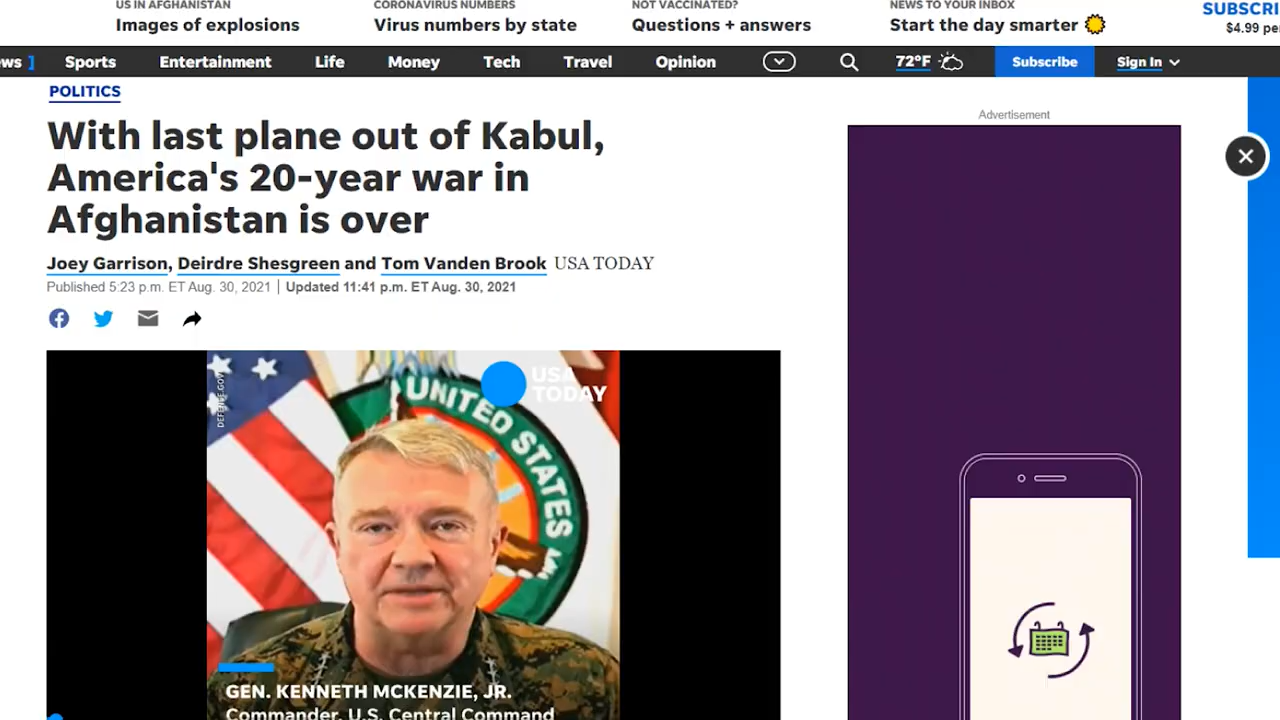 US IN AFGHANISTAN
Images of explosions
CORONAVIRUS NUMBERS
Virus numbers by state
NOT VACCINATED?
Questions + answers
NEWS TO YOUR INBOX
Start the day smarter
SUBSCRI
$4.99 per
ws ]
Sports
Entertainment
Life
Money
Tech
Travel
Opinion
72°F
Subscribe
Sign In
POLITICS
With last plane out of Kabul,
America's 20-year war in
Afghanistan is over
Joey Garrison, Deirdre Shesgreen and Tom Vanden Brook USA TODAY
Published 5:23 p.m. ET Aug. 30, 2021 | Updated 11:41 p.m. ET Aug. 30, 2021
Advertisement
DEFENSE.GOV
USA
TODAY
UNITED STATES
GEN. KENNETH MCKENZIE, JR.
Commander, U.S. Central Command